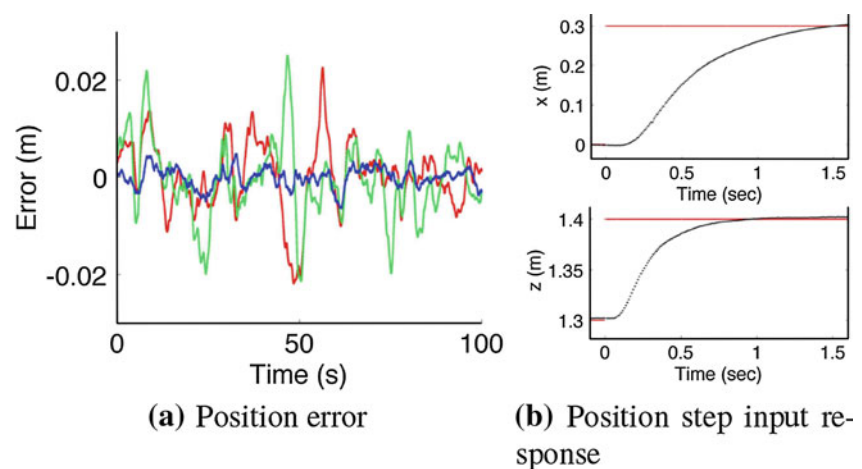 0.02
0
-0.02
Error (m)
0
50
100
Time (s)
(a) Position error
0.3
0.2
0.1
0
x (m)
0
0.5
1
1.5
Time (sec)
1.4
1.35
1.3
z (m)
0
0.5
1
1.5
Time (sec)
(b) Position step input re-
sponse